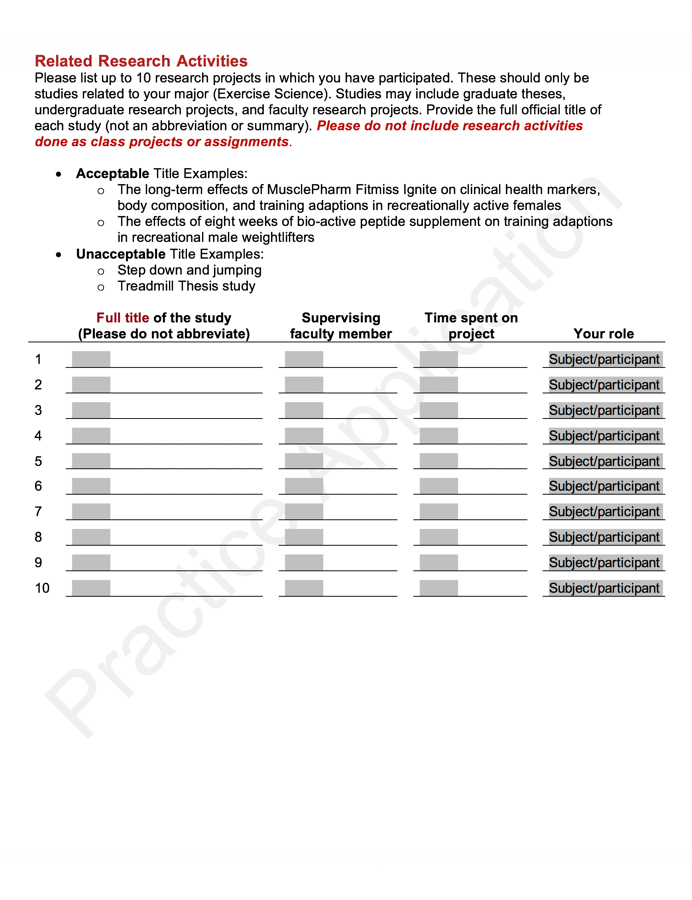 Related Research Activities
Please list up to 10 research projects in which you have participated. These should only be
studies related to your major (Exercise Science). Studies may include graduate theses,
undergraduate research projects, and faculty research projects. Provide the full official title of
each study (not an abbreviation or summary). Please do not include research activities
done as class projects or assignments.
• Acceptable Title Examples:
o The long-term effects of MusclePharm Fitmiss Ignite on clinical health markers,
body composition, and training adaptions in recreationally active females
o The effects of eight weeks of bio-active peptide supplement on training adaptions
in recreational male weightlifters
• Unacceptable Title Examples:
o Step down and jumping
o Treadmill Thesis study
Full title of the study Supervising Time spent on
(Please do not abbreviate) faculty member project Your role
1 Subject/participant
2 Subject/participant
3 Subject/participant
4 Subject/participant
5 Subject/participant
6 Subject/participant
7 Subject/participant
8 Subject/participant
9 Subject/participant
10 Subject/participant
Practice Application